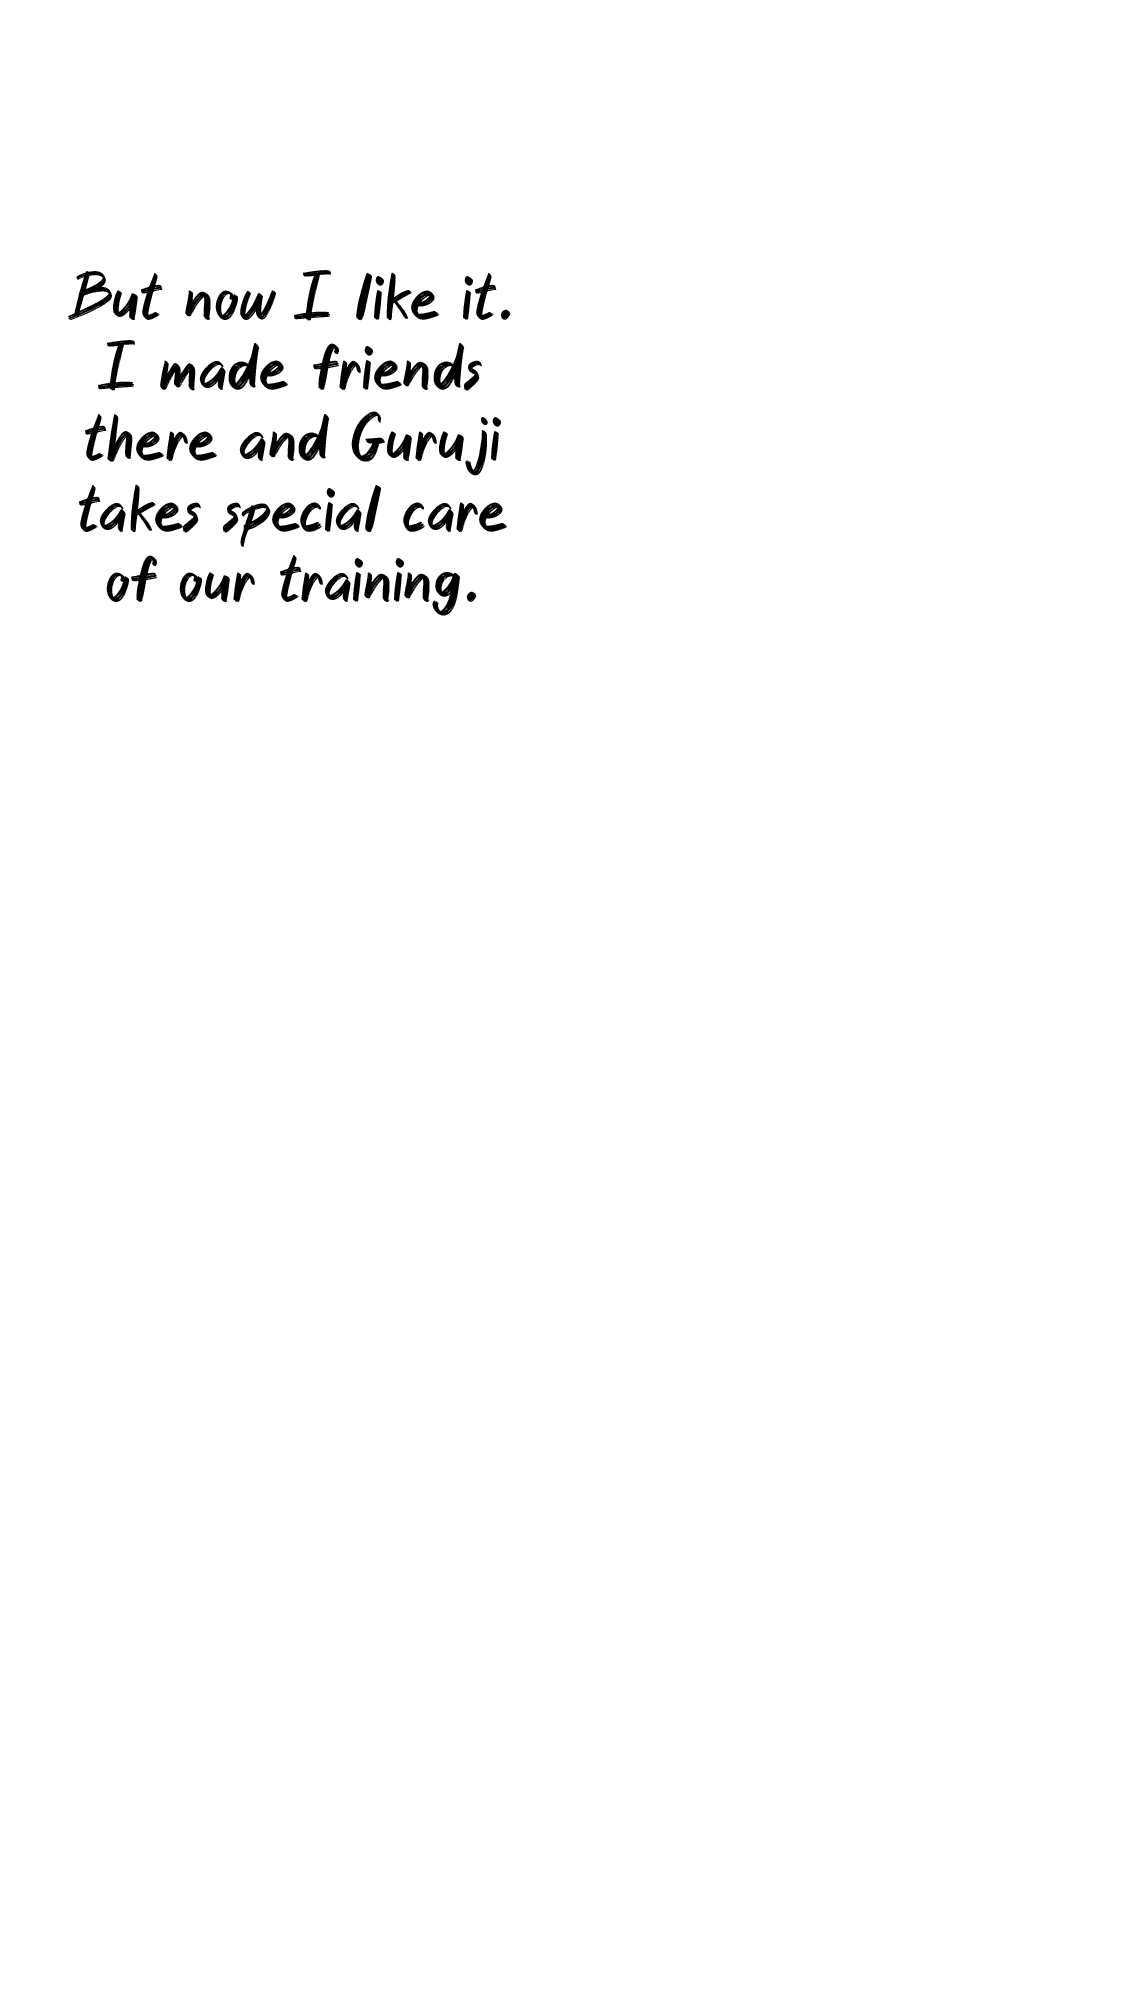 But now I like it.
I made friends
there and Guruji
takes special care
of our training.